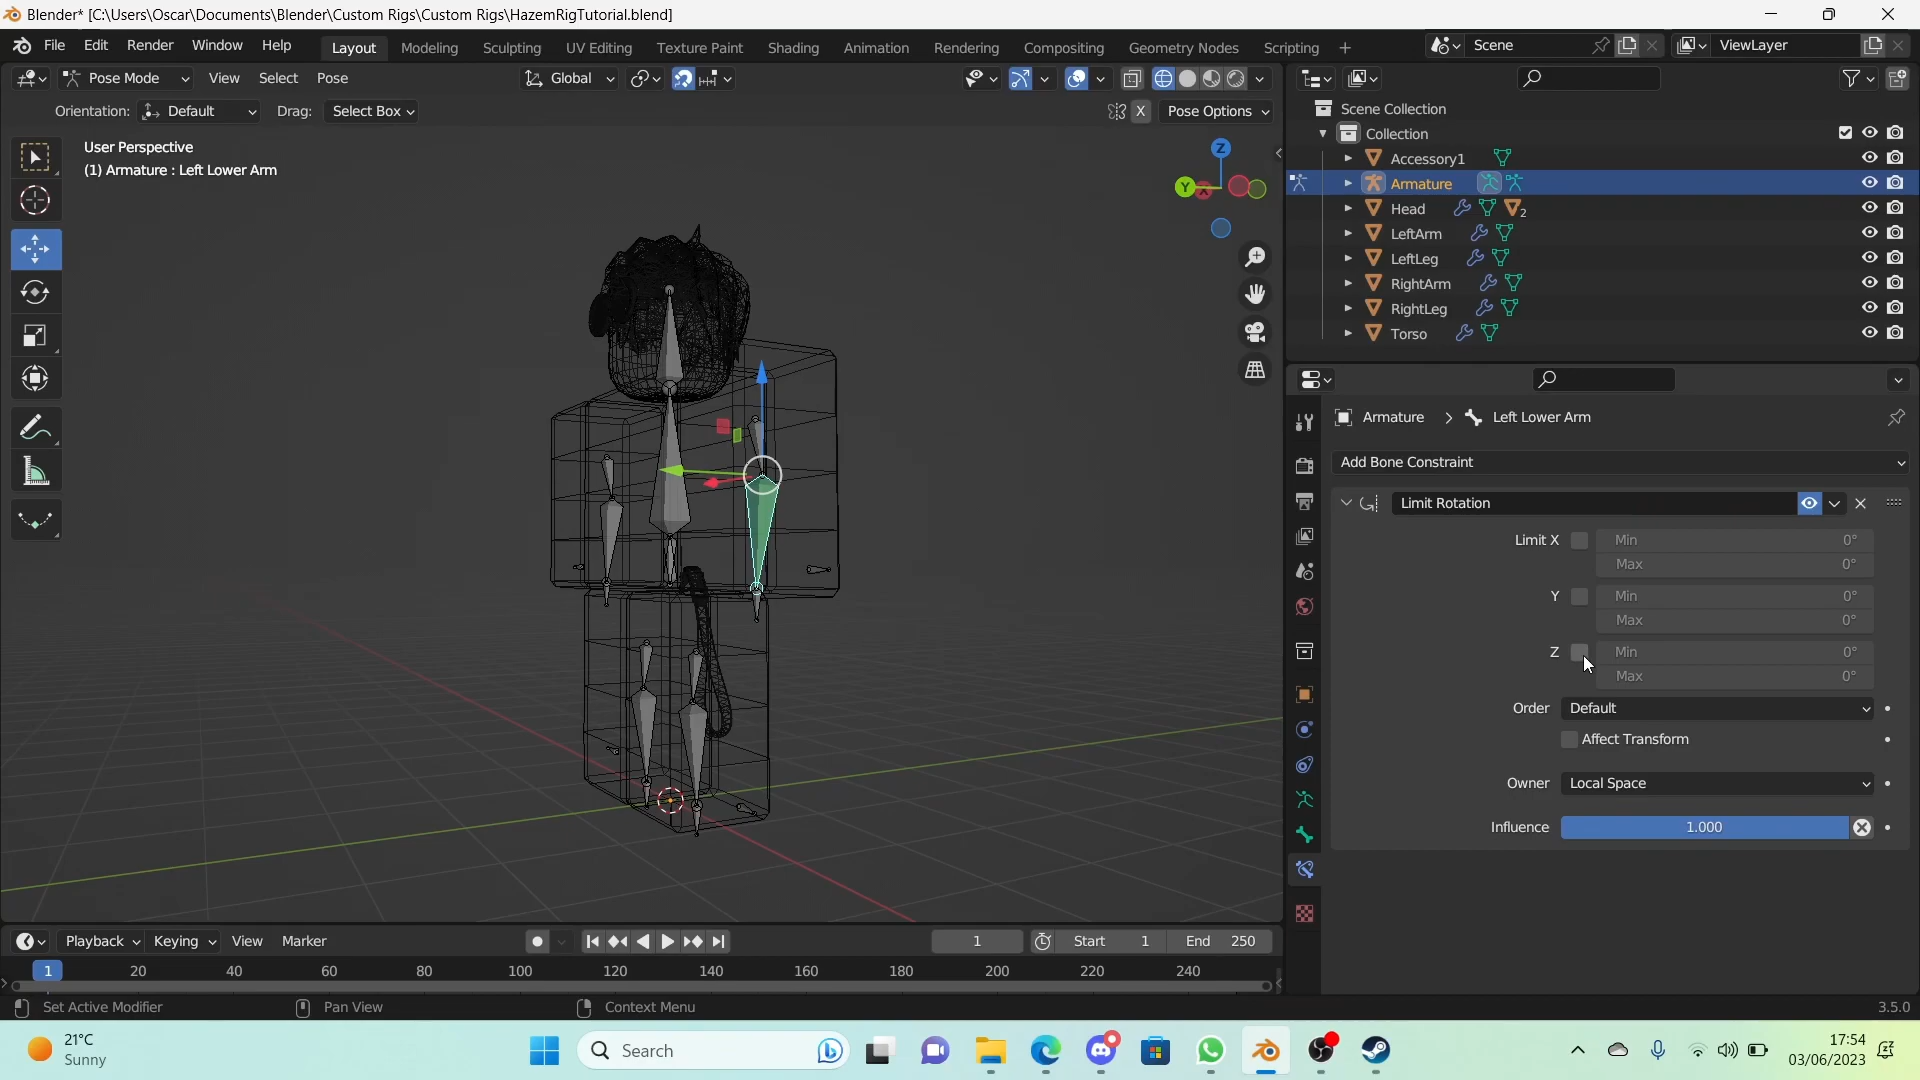 Blender* [C:\Users\Oscar\Documents\Blender\Custom Rigs\Custom Rigs\HazemRigTutorial.blend]
File Edit Render Window Help Layout Modeling Sculpting UV Editing Texture Paint Shading Animation Rendering Compositing Geometry Nodes Scripting + Scene ViewLayer
Pose Mode View Select Pose Global
Orientation: Default Drag: Select Box X Pose Options
User Perspective
(1) Armature : Left Lower Arm
Z
Y
X
Scene Collection
Collection
Accessory1
Armature
Head 2
LeftArm
LeftLeg
RightArm
RightLeg
Torso
Armature > Left Lower Arm
Add Bone Constraint
Limit Rotation
Limit X Min 0°
Max 0°
Y Min 0°
Max 0°
Z Min 0°
Max 0°
Order Default
Affect Transform
Owner Local Space
Influence 1.000
Playback Keying View Marker 1 Start 1 End 250
1 20 40 60 80 100 120 140 160 180 200 220 240
Set Active Modifier Pan View Context Menu 3.5.0
21°C
Sunny
Search
17:54
03/06/2023